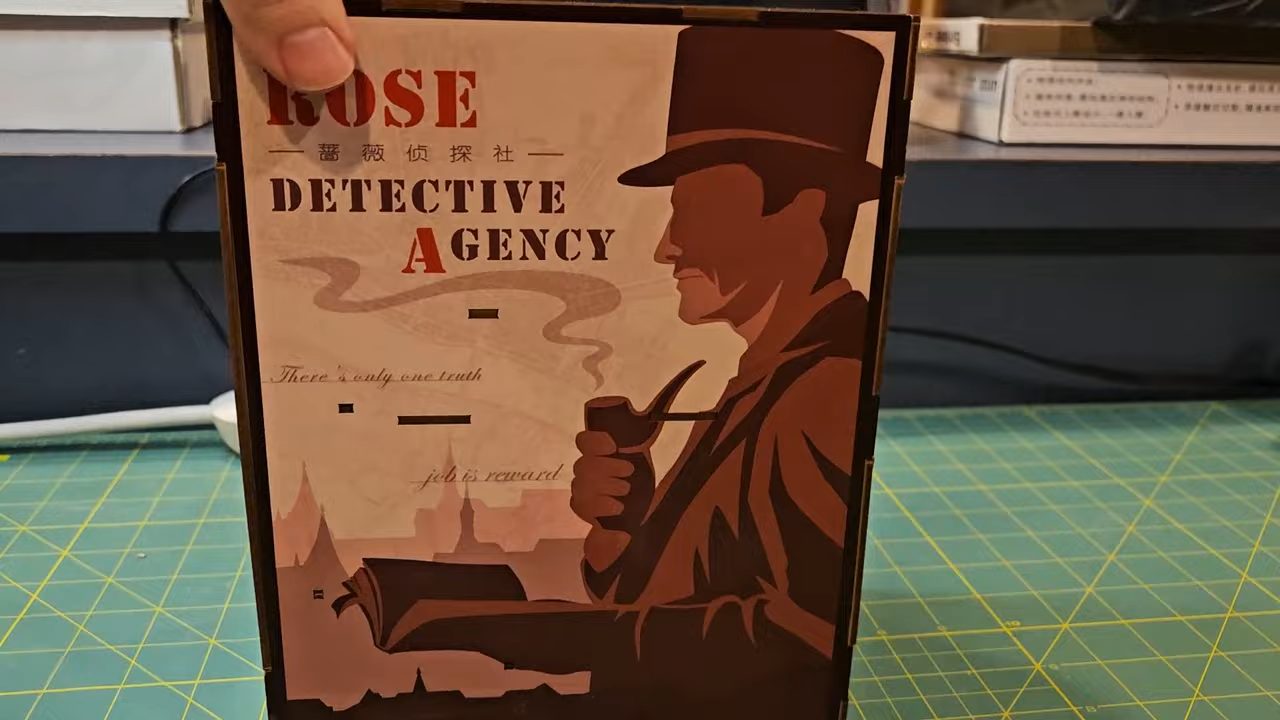 ROSE
蔷薇侦探社
DETECTIVE
AGENCY
There's only one truth
job is reward